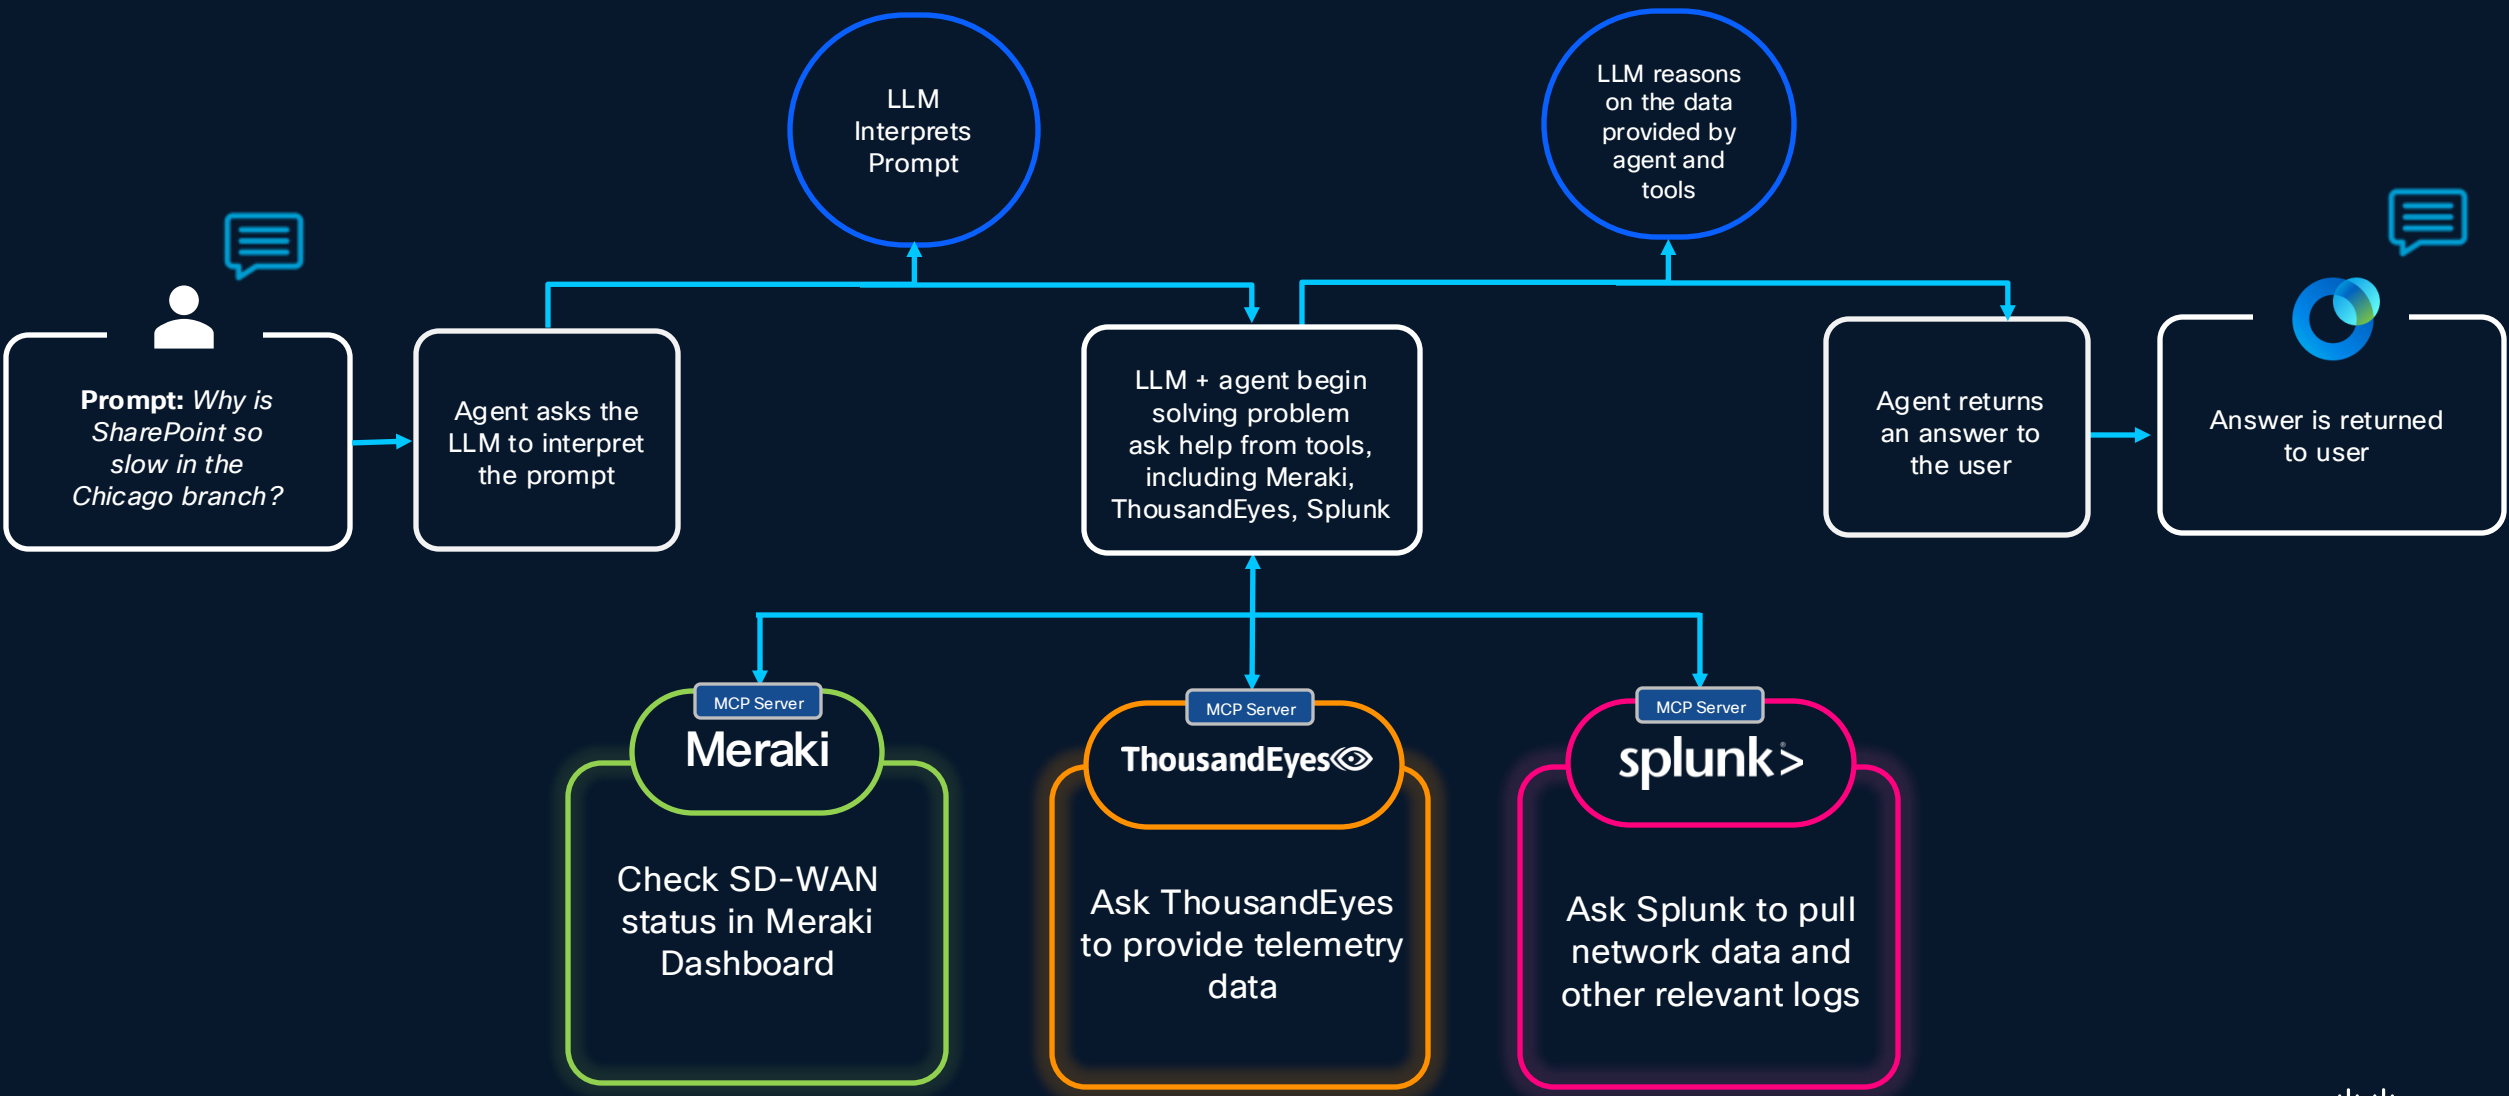 LLM
Interprets
Prompt
LLM reasons
on the data
provided by
agent and
tools
Prompt: Why is
SharePoint so
slow in the
Chicago branch?
Agent asks the
LLM to interpret
the prompt
LLM + agent begin
solving problem
ask help from tools,
including Meraki,
ThousandEyes, Splunk
Agent returns
an answer to
the user
Answer is returned
to user
MCP Server
Meraki
Check SD-WAN
status in Meraki
Dashboard
MCP Server
ThousandEyes
Ask ThousandEyes
to provide telemetry
data
MCP Server
splunk>
Ask Splunk to pull
network data and
other relevant logs